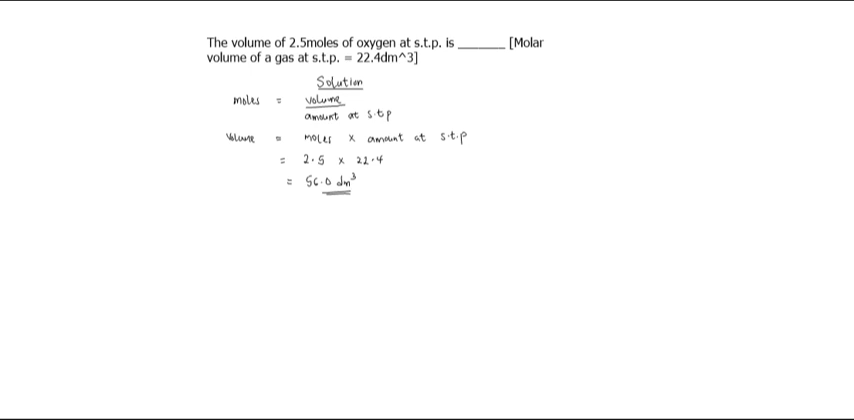 The volume of 2.5moles of oxygen at s.t.p. is _______ [Molar
volume of a gas at s.t.p. = 22.4dm^3]
Solution
moles = volume
amount at s.t.p
Volume = moles x amount at s.t.p
= 2.5 x 22.4
= 56.0 dm³